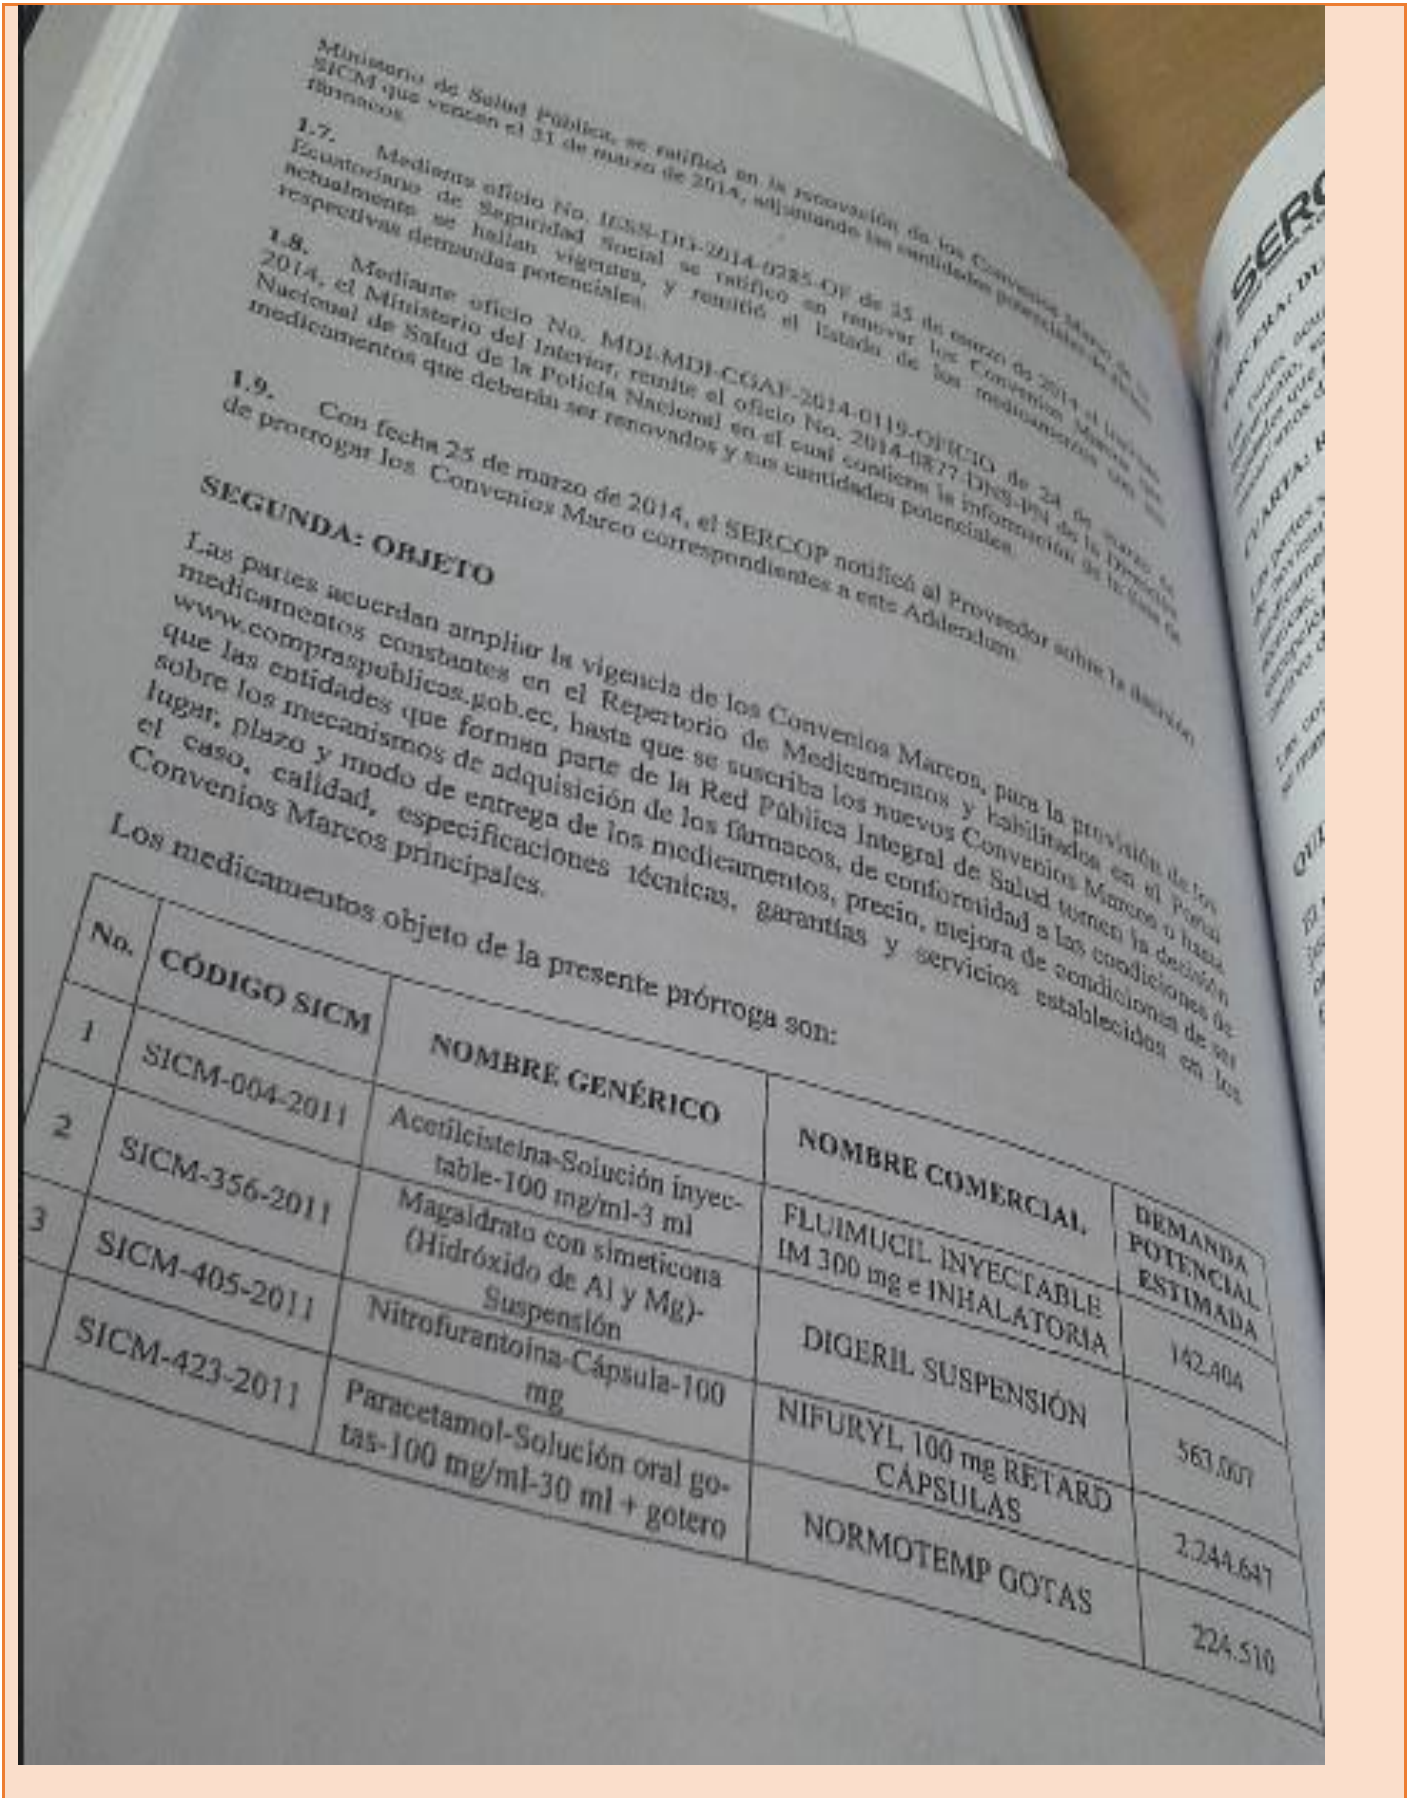 Ministerio de Salud Pública, se ratificó en la renovación de los Convenios Marco de
SICM que vencen el 31 de marzo de 2014, adjuntando las cantidades potenciales de
fármacos.
1.7. Mediante oficio No. IESS-DG-2014-0285-OF de 25 de marzo de 2014, el Instituto
Ecuatoriano de Seguridad Social se ratificó en renovar los Convenios Marcos que
actualmente se hallan vigentes, y remitió el listado de los medicamentos con sus
respectivas demandas potenciales.
1.8. Mediante oficio No. MDI-MDI-CGAF-2014-0119-OFICIO de 24 de marzo de
2014, el Ministerio del Interior, remite el oficio No. 2014-0877-DNS-PN de la Dirección
Nacional de Salud de la Policía Nacional en el cual contiene la información de
medicamentos que deberán ser renovados y sus cantidades potenciales.
1.9. Con fecha 25 de marzo de 2014, el SERCOP notificó al Proveedor sobre la decisión
de prorrogar los Convenios Marco correspondientes a este Addendum.
SEGUNDA: OBJETO
Las partes acuerdan ampliar la vigencia de los Convenios Marcos, para la provisión de los
medicamentos constantes en el Repertorio de Medicamentos y habilitados en el Portal
www.compraspublicas.gob.ec, hasta que se suscriba los nuevos Convenios Marcos o hasta
que las entidades que forman parte de la Red Pública Integral de Salud tomen la decisión
sobre los mecanismos de adquisición de los fármacos, de conformidad a las condiciones de
lugar, plazo y modo de entrega de los medicamentos, precio, mejora de condiciones de ser
el caso, calidad, especificaciones técnicas, garantías y servicios establecidos en los
Convenios Marcos principales.
Los medicamentos objeto de la presente prórroga son:
No. CÓDIGO SICM NOMBRE GENÉRICO NOMBRE COMERCIAL DEMANDA POTENCIAL ESTIMADA
1 SICM-004-2011 Acetilcisteína-Solución inyec-
table-100 mg/ml-3 ml FLUIMUCIL INYECTABLE
IM 300 mg e INHALATORIA 142.404
2 SICM-356-2011 Magaldrato con simeticona
(Hidróxido de Al y Mg)-
Suspensión DIGERIL SUSPENSIÓN 563.007
3 SICM-405-2011 Nitrofurantoína-Cápsula-100
mg NIFURYL 100 mg RETARD
CÁPSULAS 2.244.647
SICM-423-2011 Paracetamol-Solución oral go-
tas-100 mg/ml-30 ml + gotero NORMOTEMP GOTAS 224.510